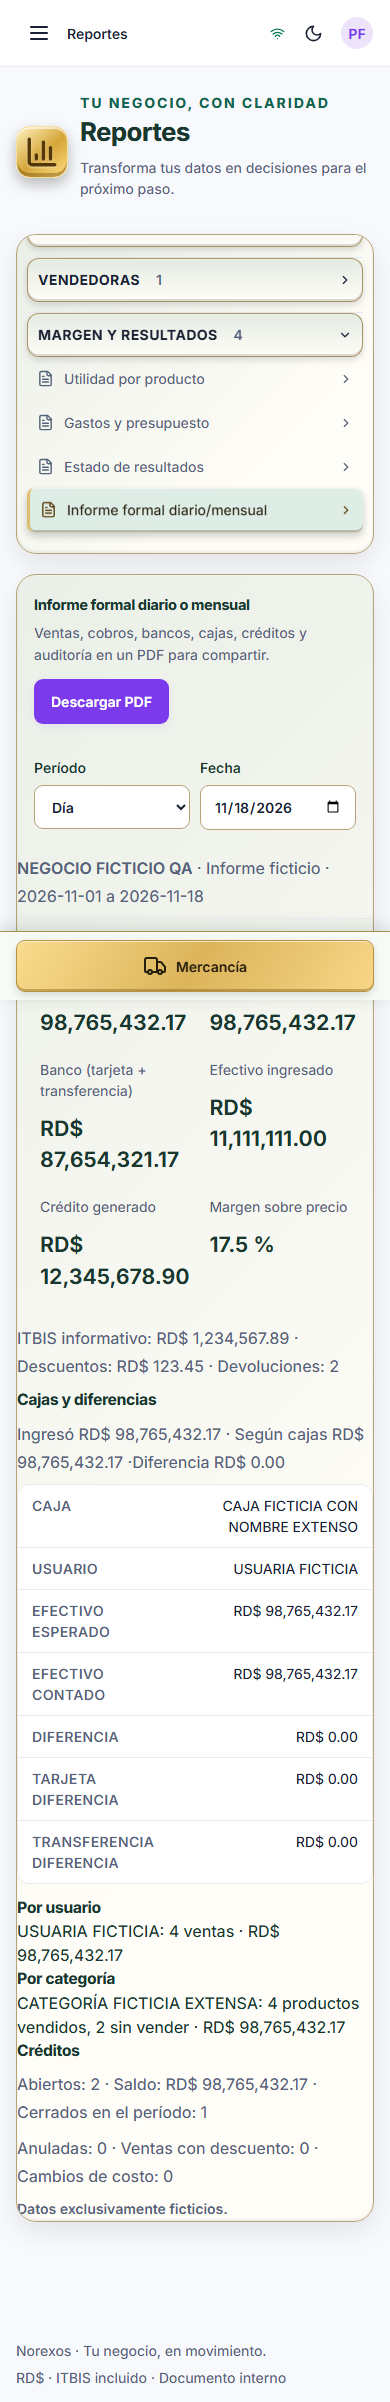 Reportes
PF
TU NEGOCIO, CON CLARIDAD
Reportes
Transforma tus datos en decisiones para el
próximo paso.
VENDEDORAS 1
MARGEN Y RESULTADOS 4
Utilidad por producto
Gastos y presupuesto
Estado de resultados
Informe formal diario/mensual
Informe formal diario o mensual
Ventas, cobros, bancos, cajas, créditos y
auditoría en un PDF para compartir.
Descargar PDF
Período Fecha
Día 11/18/2026
NEGOCIO FICTICIO QA · Informe ficticio ·
2026-11-01 a 2026-11-18
Mercancía
98,765,432.17 98,765,432.17
Banco (tarjeta +
transferencia)
RD$
87,654,321.17
Efectivo ingresado
RD$
11,111,111.00
Crédito generado
RD$
12,345,678.90
Margen sobre precio
17.5 %
ITBIS informativo: RD$ 1,234,567.89 ·
Descuentos: RD$ 123.45 · Devoluciones: 2
Cajas y diferencias
Ingresó RD$ 98,765,432.17 · Según cajas RD$
98,765,432.17 ·Diferencia RD$ 0.00
CAJA CAJA FICTICIA CON
NOMBRE EXTENSO
USUARIO USUARIA FICTICIA
EFECTIVO RD$ 98,765,432.17
ESPERADO
EFECTIVO RD$ 98,765,432.17
CONTADO
DIFERENCIA RD$ 0.00
TARJETA RD$ 0.00
DIFERENCIA
TRANSFERENCIA RD$ 0.00
DIFERENCIA
Por usuario
USUARIA FICTICIA: 4 ventas · RD$
98,765,432.17
Por categoría
CATEGORÍA FICTICIA EXTENSA: 4 productos
vendidos, 2 sin vender · RD$ 98,765,432.17
Créditos
Abiertos: 2 · Saldo: RD$ 98,765,432.17 ·
Cerrados en el período: 1
Anuladas: 0 · Ventas con descuento: 0 ·
Cambios de costo: 0
Datos exclusivamente ficticios.
Norexos · Tu negocio, en movimiento.
RD$ · ITBIS incluido · Documento interno